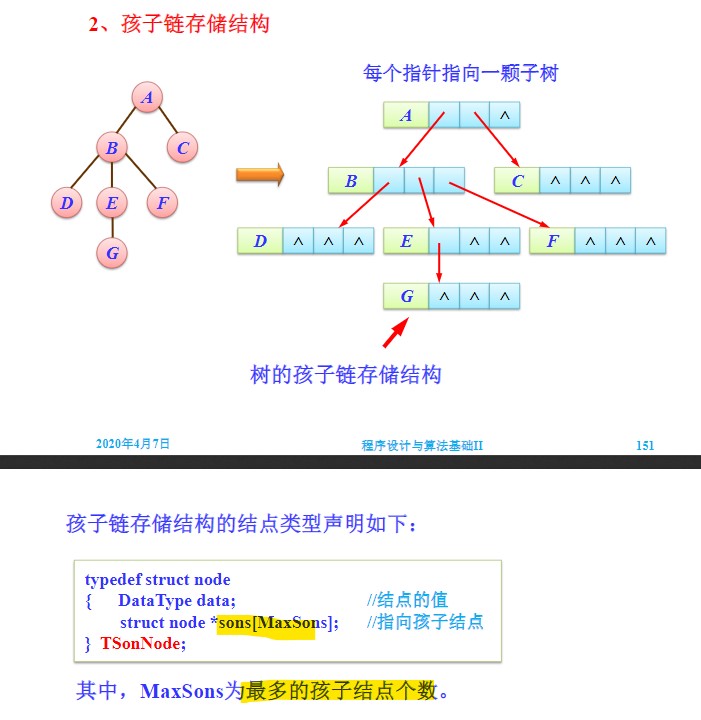 2、孩子链存储结构
每个指针指向一颗子树
A
B C
D E F
G
A ∧
B
C ∧ ∧ ∧
D ∧ ∧ ∧
E ∧ ∧
F ∧ ∧ ∧
G ∧ ∧ ∧
树的孩子链存储结构
2020年4月7日 程序设计与算法基础II 151
孩子链存储结构的结点类型声明如下:
typedef struct node
{ DataType data; //结点的值
struct node *sons[MaxSons]; //指向孩子结点
} TSonNode;
其中,MaxSons为最多的孩子结点个数。